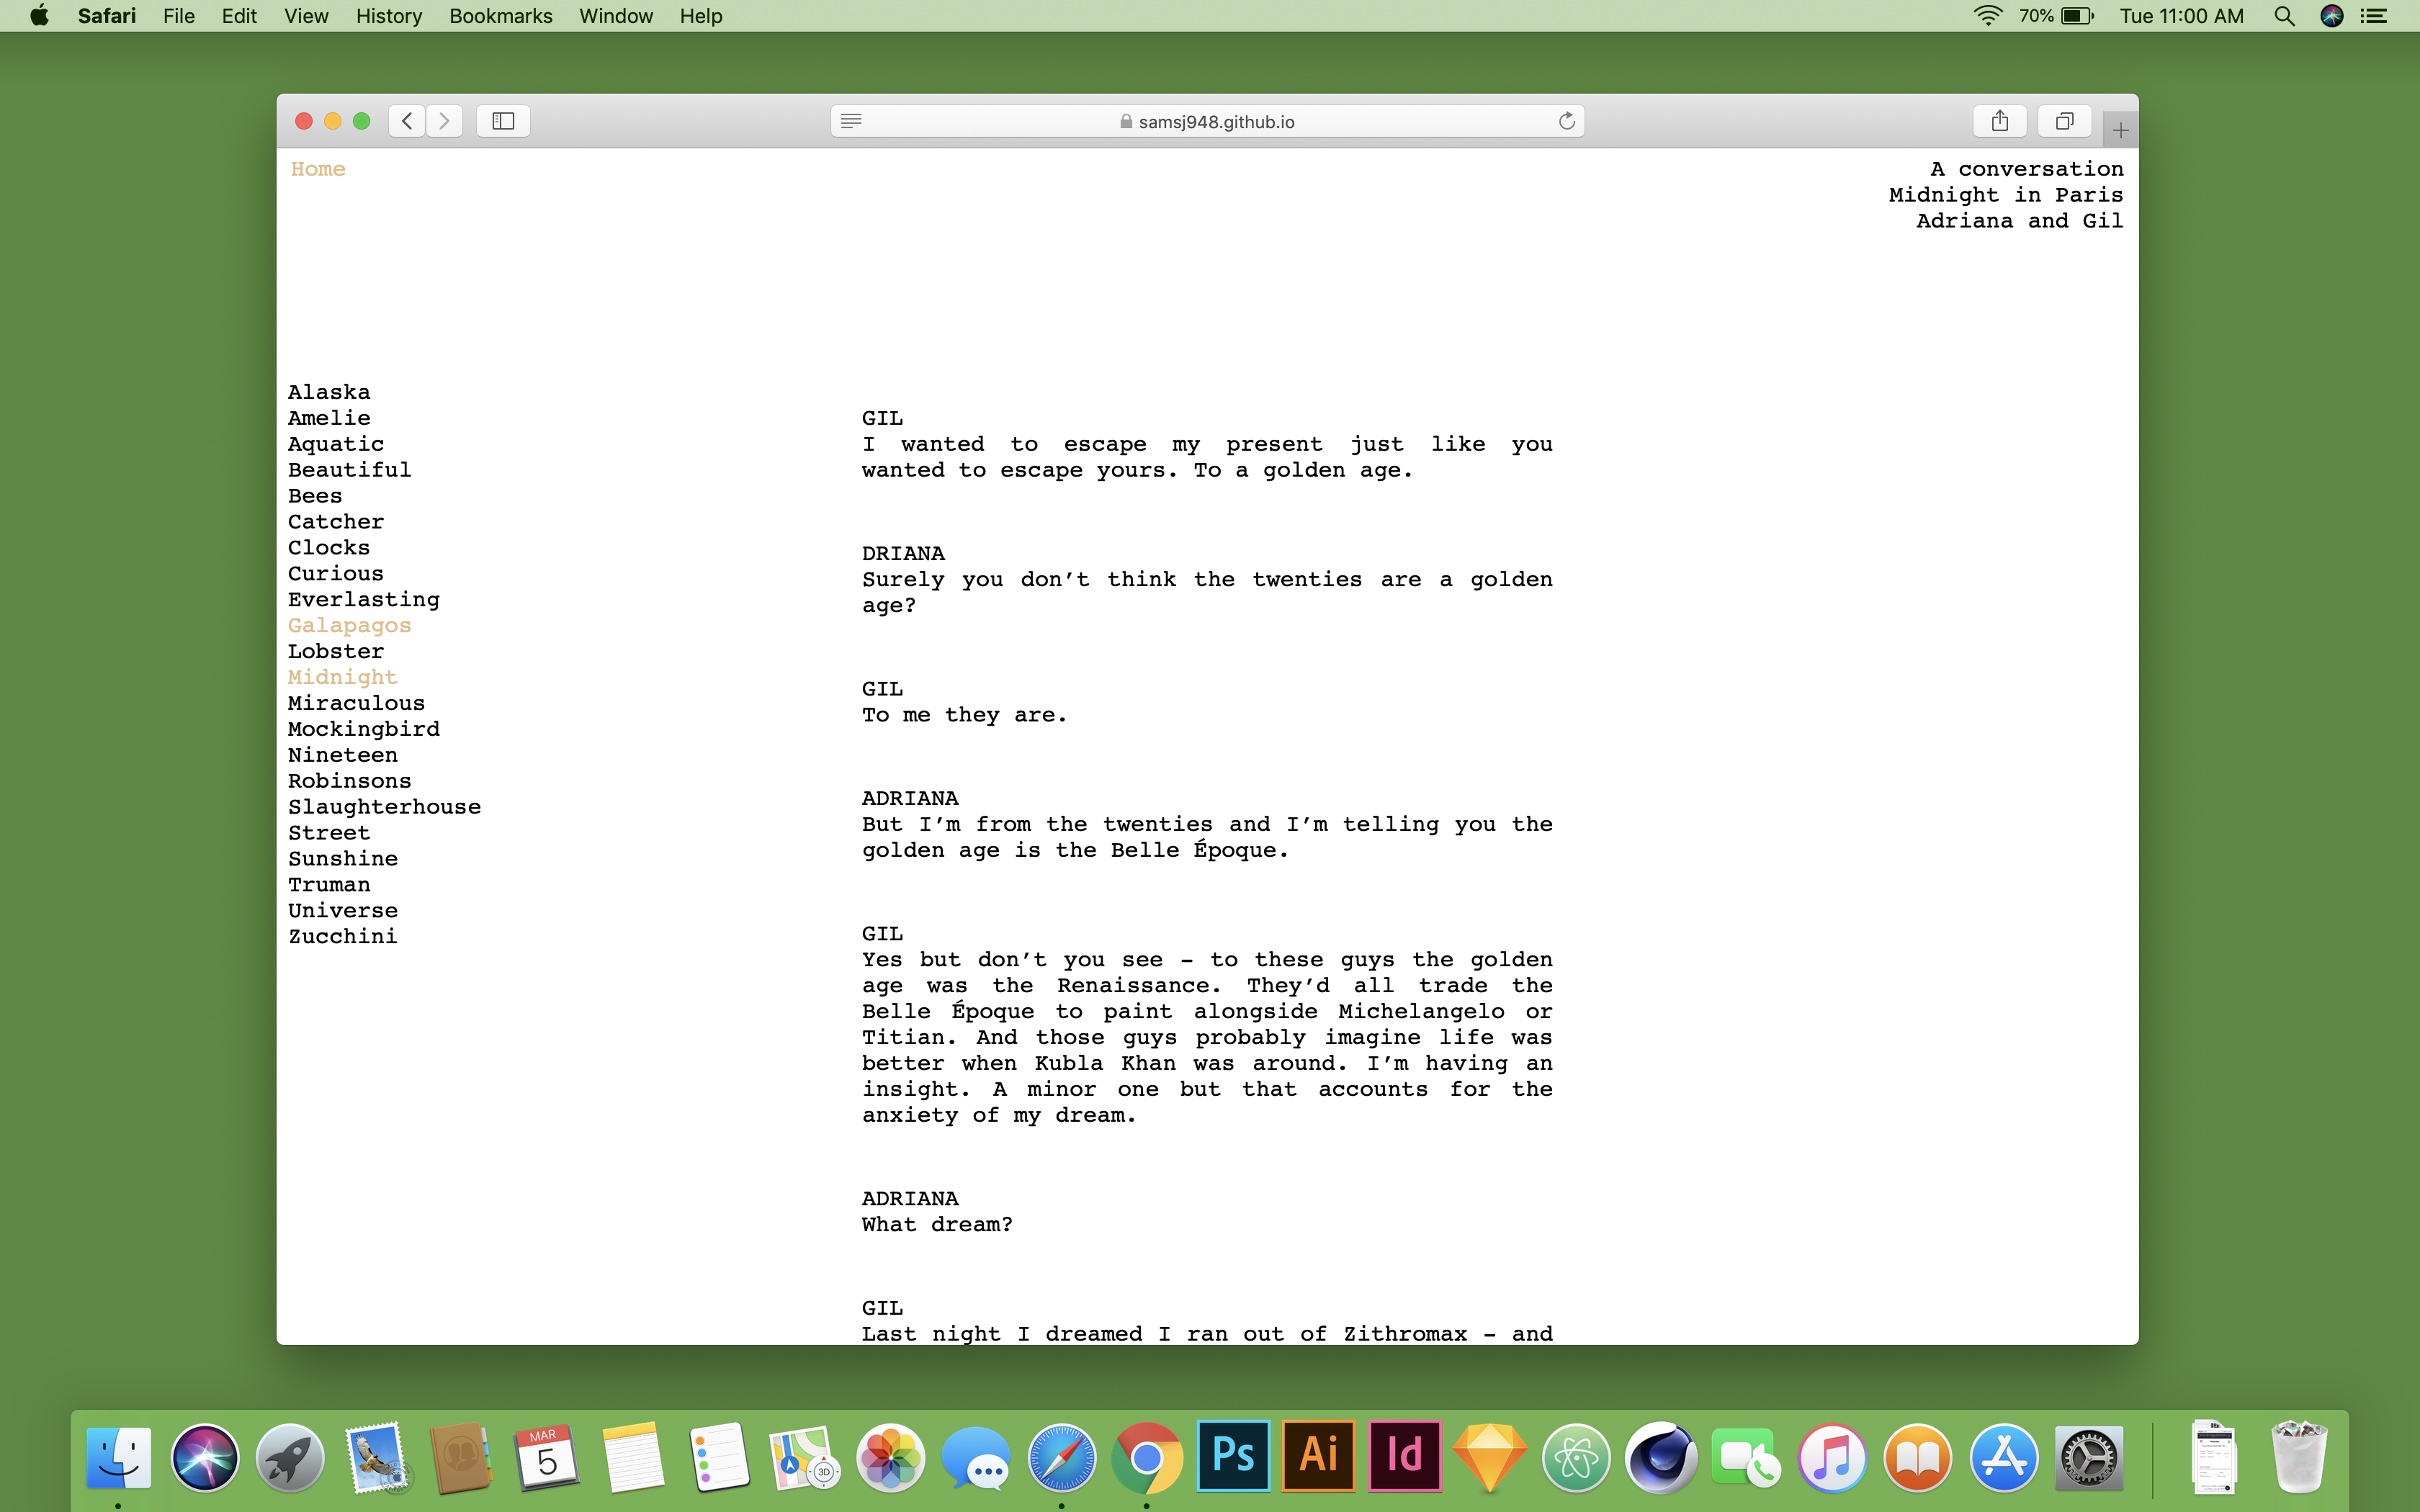 Safari File Edit View History Bookmarks Window Help 70% Tue 11:00 AM
samsj948.github.io
Home
A conversation
Midnight in Paris
Adriana and Gil
Alaska
Amelie
Aquatic
Beautiful
Bees
Catcher
Clocks
Curious
Everlasting
Galapagos
Lobster
Midnight
Miraculous
Mockingbird
Nineteen
Robinsons
Slaughterhouse
Street
Sunshine
Truman
Universe
Zucchini
GIL
I wanted to escape my present just like you
wanted to escape yours. To a golden age.
DRIANA
Surely you don’t think the twenties are a golden
age?
GIL
To me they are.
ADRIANA
But I’m from the twenties and I’m telling you the
golden age is the Belle Époque.
GIL
Yes but don’t you see – to these guys the golden
age was the Renaissance. They’d all trade the
Belle Époque to paint alongside Michelangelo or
Titian. And those guys probably imagine life was
better when Kubla Khan was around. I’m having an
insight. A minor one but that accounts for the
anxiety of my dream.
ADRIANA
What dream?
GIL
Last night I dreamed I ran out of Zithromax – and
MAR
5
3D
Ps
Ai
Id